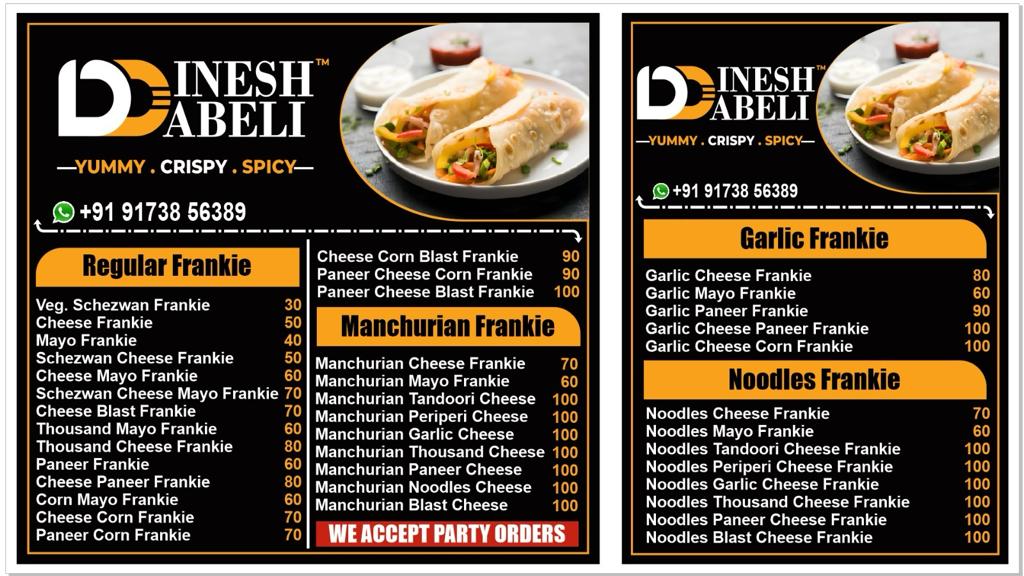 DINESH™
DABELI
YUMMY . CRISPY . SPICY
+91 91738 56389
Regular Frankie
Veg. Schezwan Frankie 30
Cheese Frankie 50
Mayo Frankie 40
Schezwan Cheese Frankie 50
Cheese Mayo Frankie 60
Schezwan Cheese Mayo Frankie 70
Cheese Blast Frankie 70
Thousand Mayo Frankie 60
Thousand Cheese Frankie 80
Paneer Frankie 60
Cheese Paneer Frankie 80
Corn Mayo Frankie 60
Cheese Corn Frankie 70
Paneer Corn Frankie 70
Cheese Corn Blast Frankie 90
Paneer Cheese Corn Frankie 90
Paneer Cheese Blast Frankie 100
Manchurian Frankie
Manchurian Cheese Frankie 70
Manchurian Mayo Frankie 60
Manchurian Tandoori Cheese 100
Manchurian Periperi Cheese 100
Manchurian Garlic Cheese 100
Manchurian Thousand Cheese 100
Manchurian Paneer Cheese 100
Manchurian Noodles Cheese 100
Manchurian Blast Cheese 100
WE ACCEPT PARTY ORDERS
DINESH™
DABELI
YUMMY . CRISPY . SPICY
+91 91738 56389
Garlic Frankie
Garlic Cheese Frankie 80
Garlic Mayo Frankie 60
Garlic Paneer Frankie 90
Garlic Cheese Paneer Frankie 100
Garlic Cheese Corn Frankie 100
Noodles Frankie
Noodles Cheese Frankie 70
Noodles Mayo Frankie 60
Noodles Tandoori Cheese Frankie 100
Noodles Periperi Cheese Frankie 100
Noodles Garlic Cheese Frankie 100
Noodles Thousand Cheese Frankie 100
Noodles Paneer Cheese Frankie 100
Noodles Blast Cheese Frankie 100